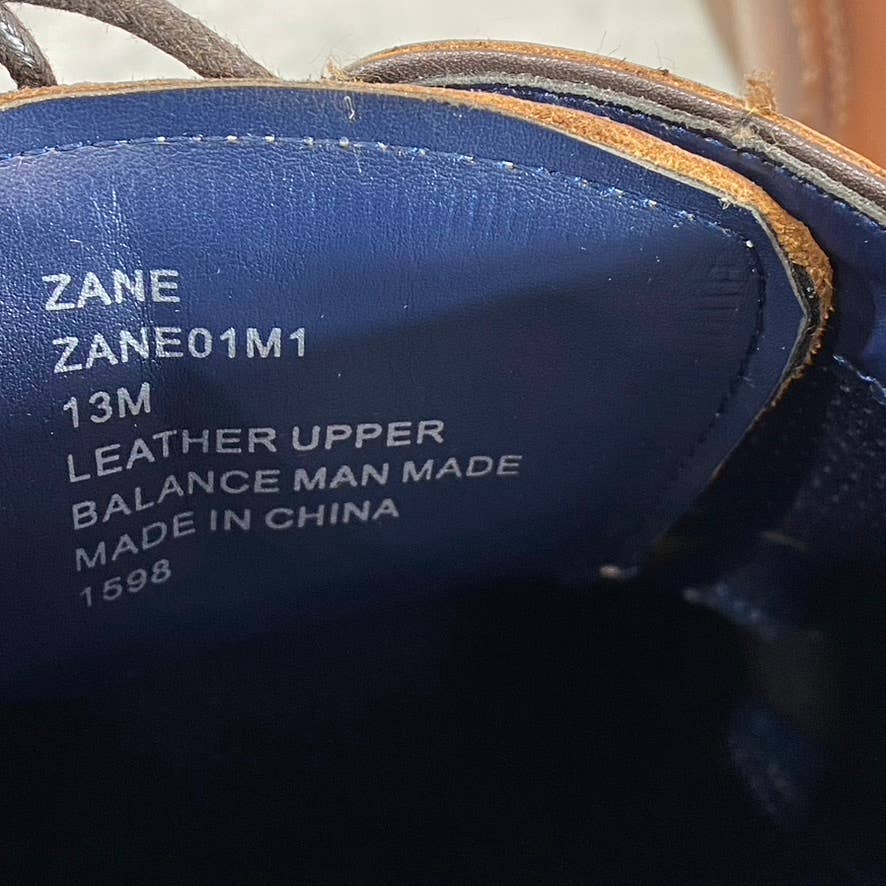 ZANE
ZANE01M1
13M
LEATHER UPPER
BALANCE MAN MADE
MADE IN CHINA
1598